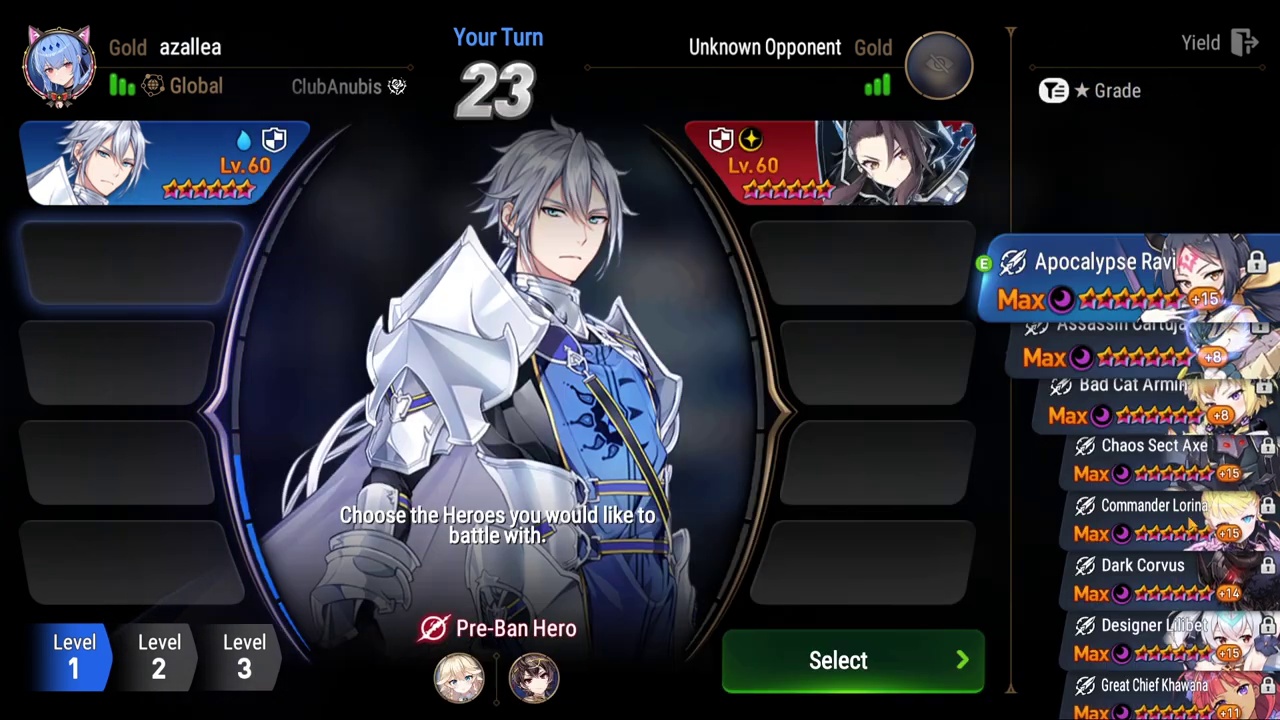 Gold azallea
Global
ClubAnubis
Your Turn
23
Unknown Opponent Gold
Yield
Grade
Lv.60
Lv.60
Apocalypse Ravi
Max +15
Assassin Cartuja
Max +8
Bad Cat Armin
Max +8
Chaos Sect Axe
Max +15
Commander Lorina
Max +15
Dark Corvus
Max +14
Designer Lilibet
Max +15
Great Chief Khawana
Max +11
E
Choose the Heroes you would like to
battle with.
Pre-Ban Hero
Level
1
Level
2
Level
3
Select